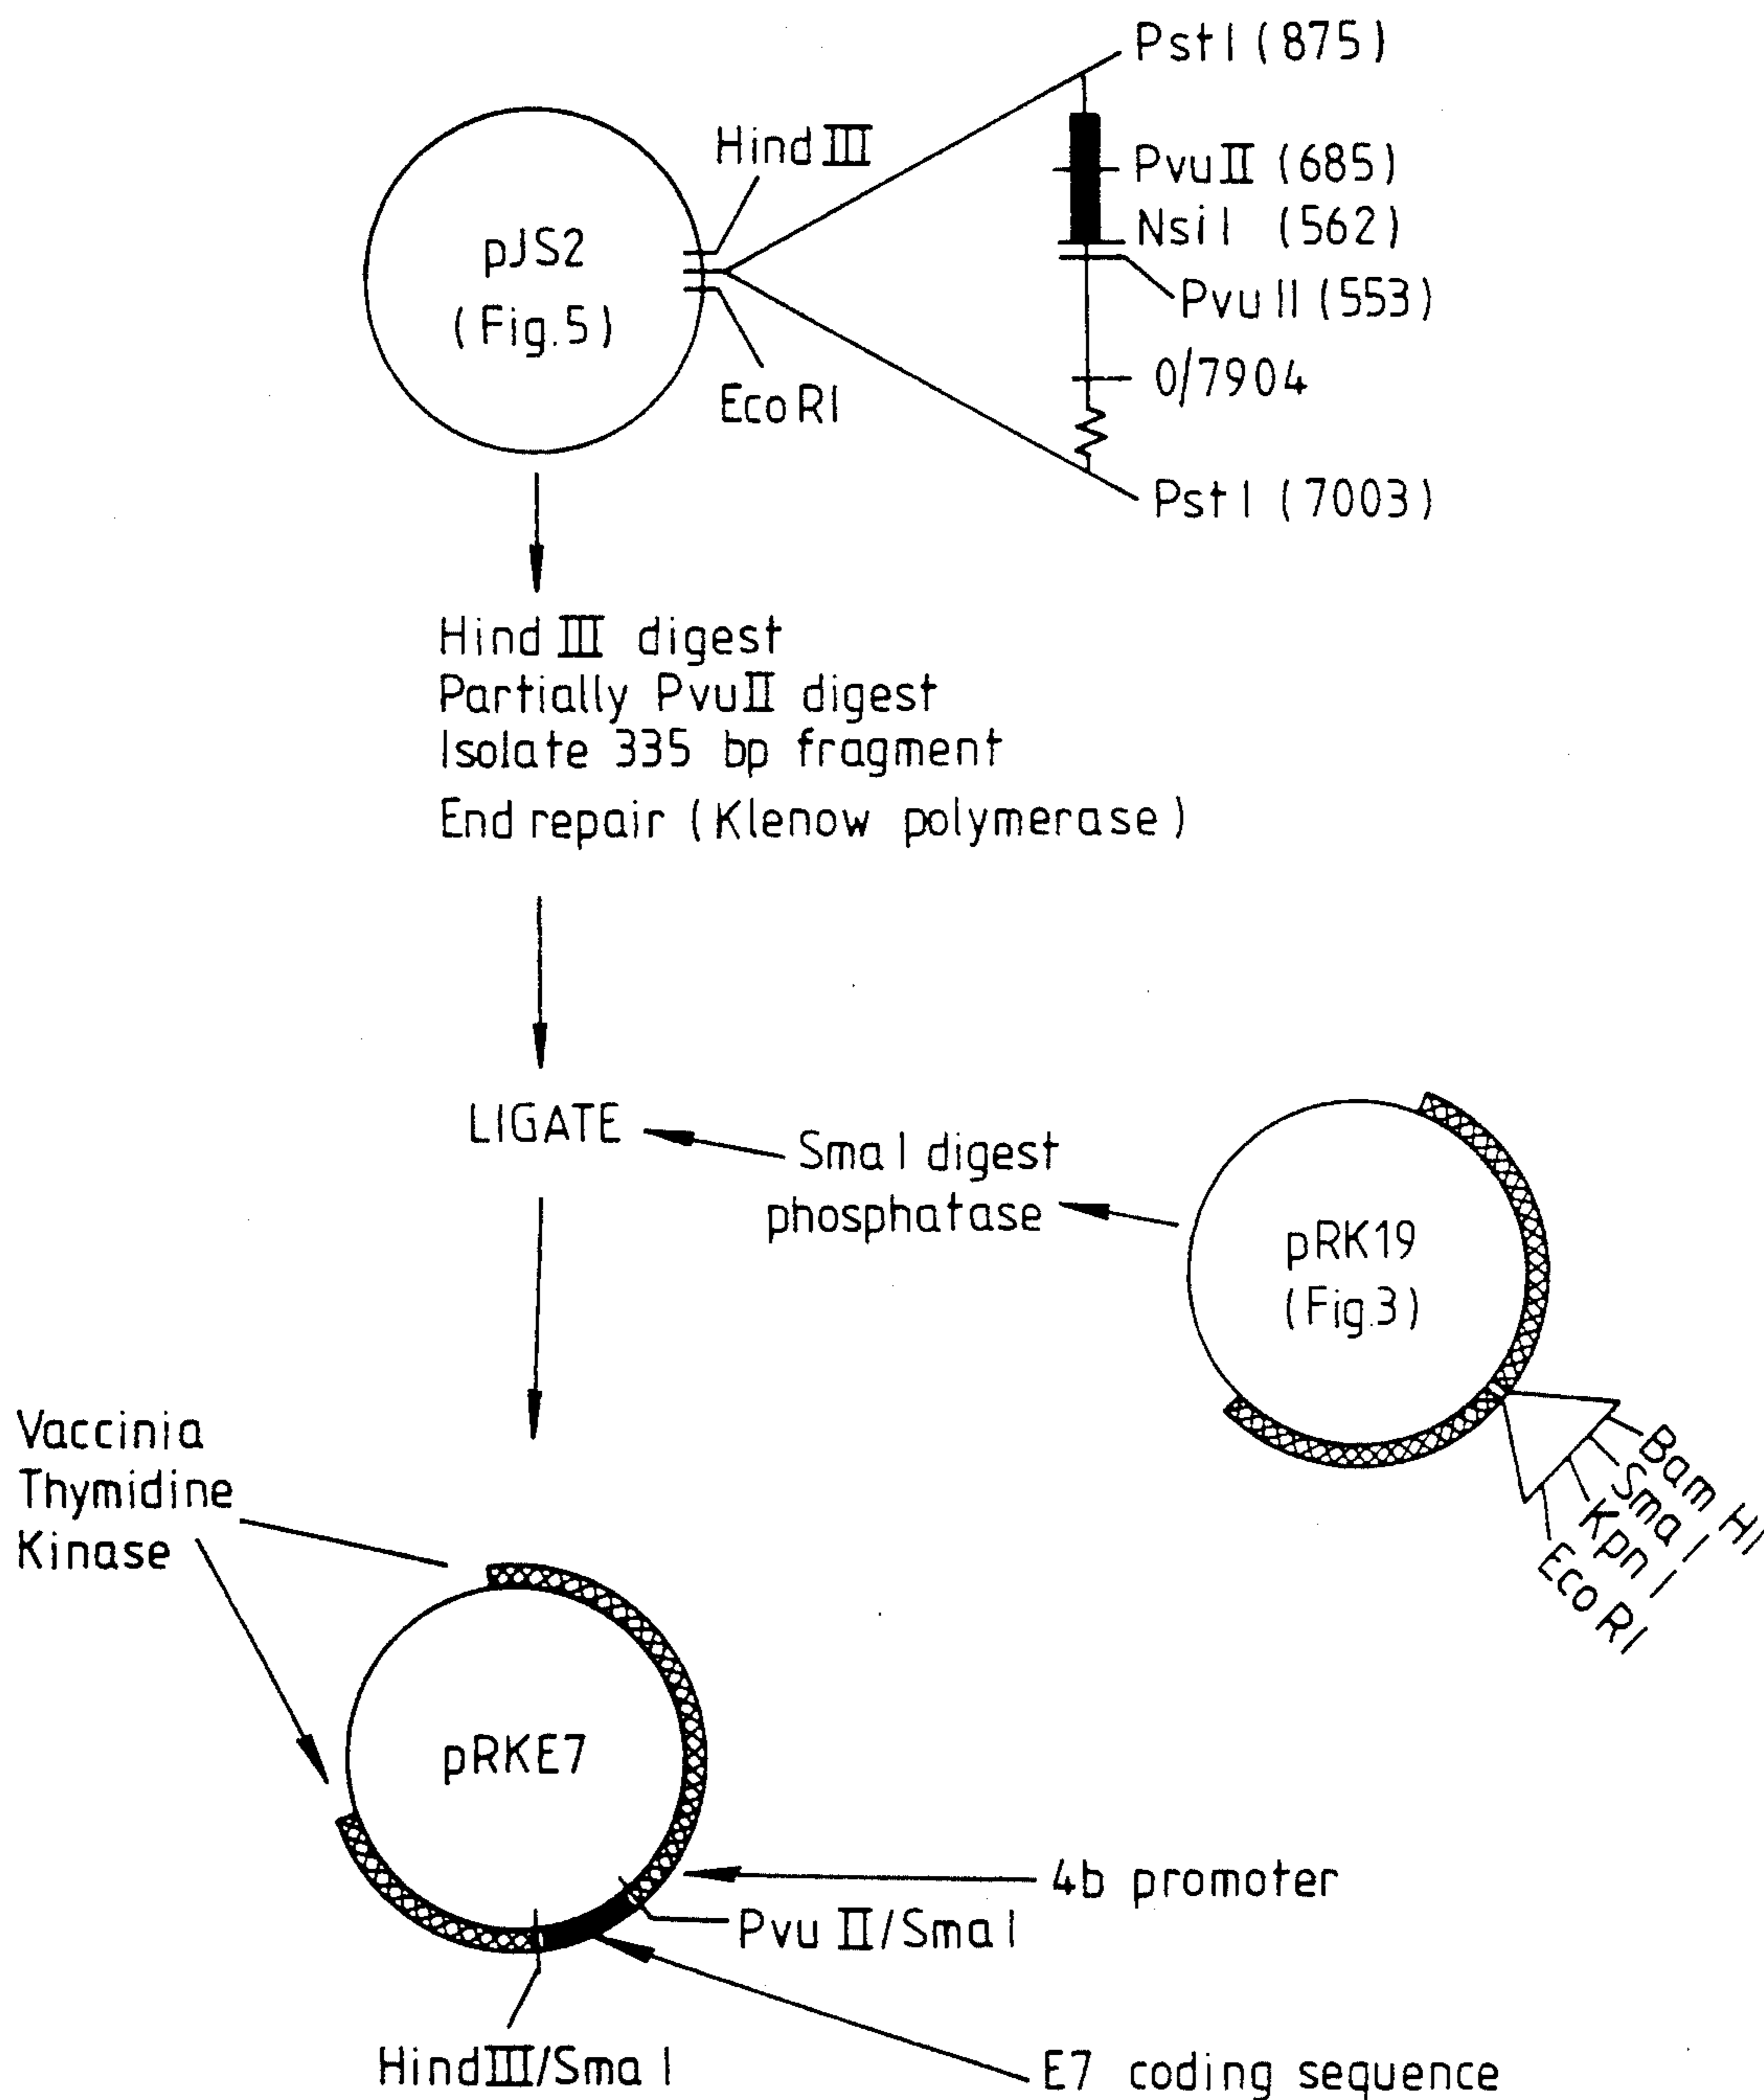 Pst I (875)
Hind III
Pvu II (685)
Nsi I (562)
pJS2
(Fig. 5)
Pvu II (553)
0/7904
Eco RI
Pst I (7003)
Hind III digest
Partially Pvu II digest
Isolate 335 bp fragment
End repair (Klenow polymerase)
LIGATE
Sma I digest
phosphatase
pRK19
(Fig. 3)
Bam HI
Sma I
Kpn I
Eco RI
Vaccinia
Thymidine
Kinase
pRKE7
4b promoter
Pvu II/Sma I
Hind III/Sma I
E7 coding sequence